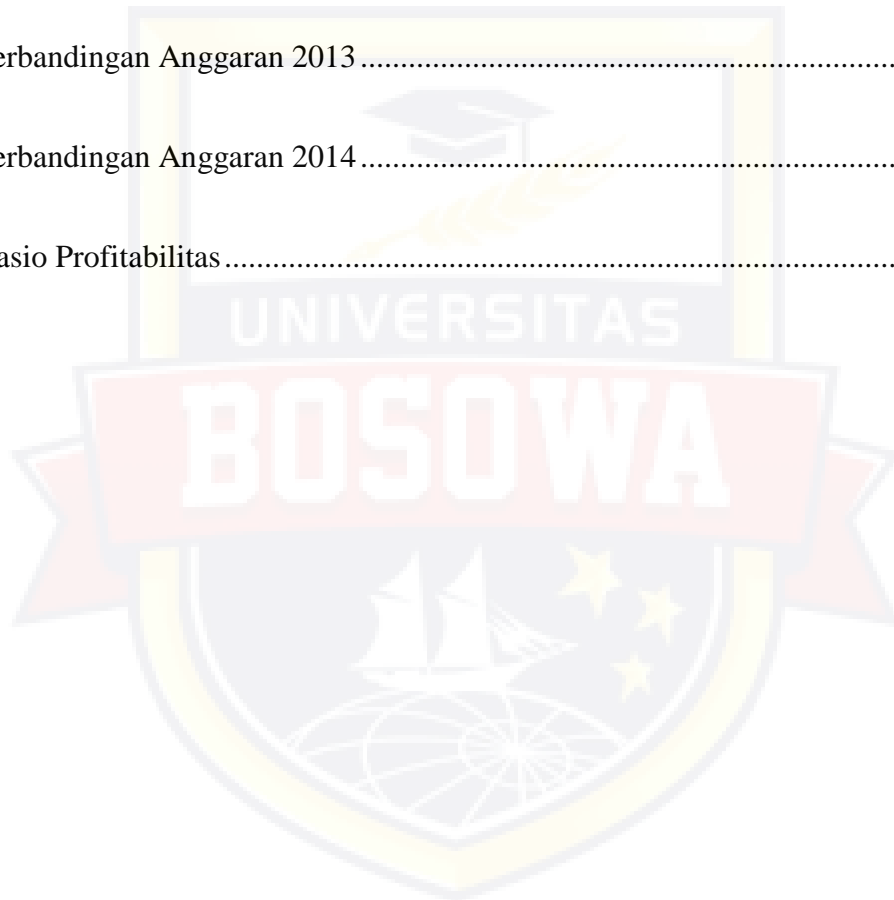 erbandingan Anggaran 2013........................................................................
erbandingan Anggaran 2014........................................................................
asio Profitabilitas..........................................................................................
UNIVERSITAS
BOSOWA